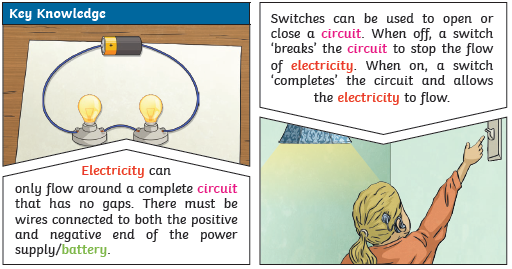 Key Knowledge
Electricity can
only flow around a complete circuit
that has no gaps. There must be
wires connected to both the positive
and negative end of the power
supply/battery.
Switches can be used to open or
close a circuit. When off, a switch
‘breaks’ the circuit to stop the flow
of electricity. When on, a switch
‘completes’ the circuit and allows
the electricity to flow.